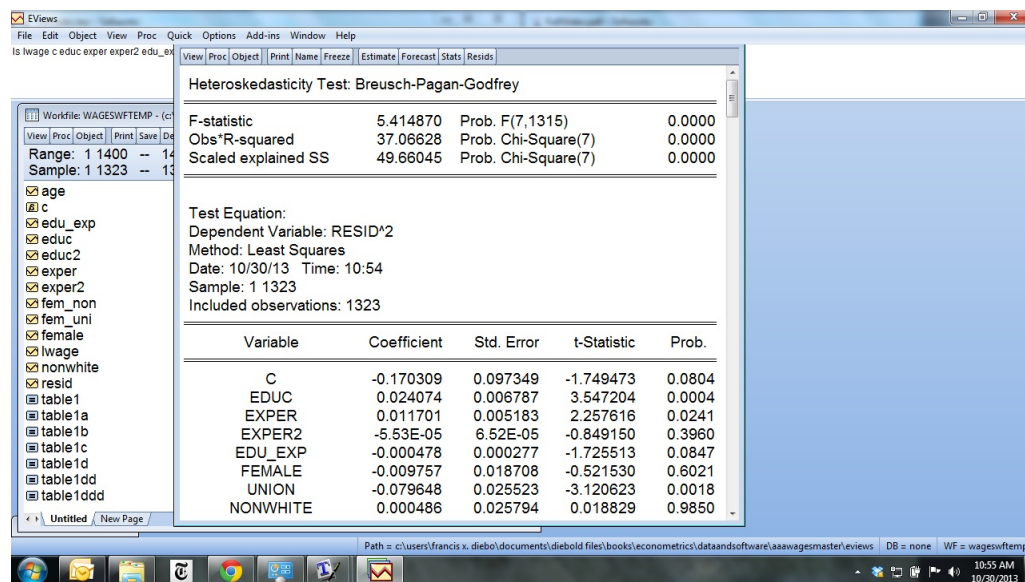 EViews
File Edit Object View Proc Quick Options Add-ins Window Help
ls lwage c educ exper exper2 edu_ex
View Proc Object Print Name Freeze Estimate Forecast Stats Resids
Heteroskedasticity Test: Breusch-Pagan-Godfrey
F-statistic 5.414870 Prob. F(7,1315) 0.0000
Obs*R-squared 37.06628 Prob. Chi-Square(7) 0.0000
Scaled explained SS 49.66045 Prob. Chi-Square(7) 0.0000
Test Equation:
Dependent Variable: RESID^2
Method: Least Squares
Date: 10/30/13 Time: 10:54
Sample: 1 1323
Included observations: 1323
Variable Coefficient Std. Error t-Statistic Prob.
C -0.170309 0.097349 -1.749473 0.0804
EDUC 0.024074 0.006787 3.547204 0.0004
EXPER 0.011701 0.005183 2.257616 0.0241
EXPER2 -5.53E-05 6.52E-05 -0.849150 0.3960
EDU_EXP -0.000478 0.000277 -1.725513 0.0847
FEMALE -0.009757 0.018708 -0.521530 0.6021
UNION -0.079648 0.025523 -3.120623 0.0018
NONWHITE 0.000486 0.025794 0.018829 0.9850
Workfile: WAGESWFTEMP - (c:\
View Proc Object Print Save De
Range: 1 1400 -- 14
Sample: 1 1323 -- 13
age
c
edu_exp
educ
educ2
exper
exper2
fem_non
fem_uni
female
lwage
nonwhite
resid
table1
table1a
table1b
table1c
table1d
table1dd
table1ddd
Untitled New Page
Path = c:\users\francis x. diebo\documents\diebold files\books\econometrics\dataandsoftware\aaawagesmaster\eviews DB = none WF = wageswftemp
10:55 AM
10/30/2013